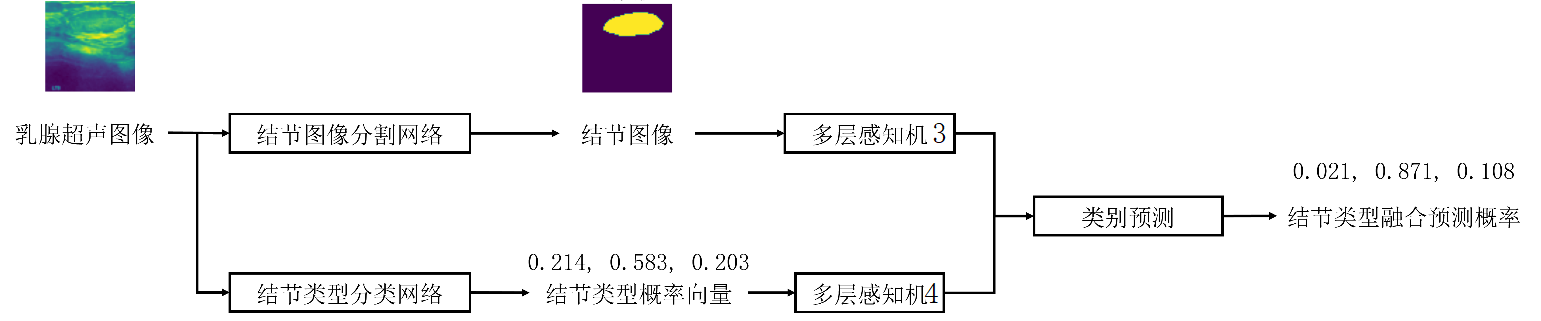 乳腺超声图像
结节图像分割网络
结节图像
多层感知机 3
0.021, 0.871, 0.108
类别预测
结节类型融合预测概率
0.214, 0.583, 0.203
结节类型分类网络
结节类型概率向量
多层感知机4